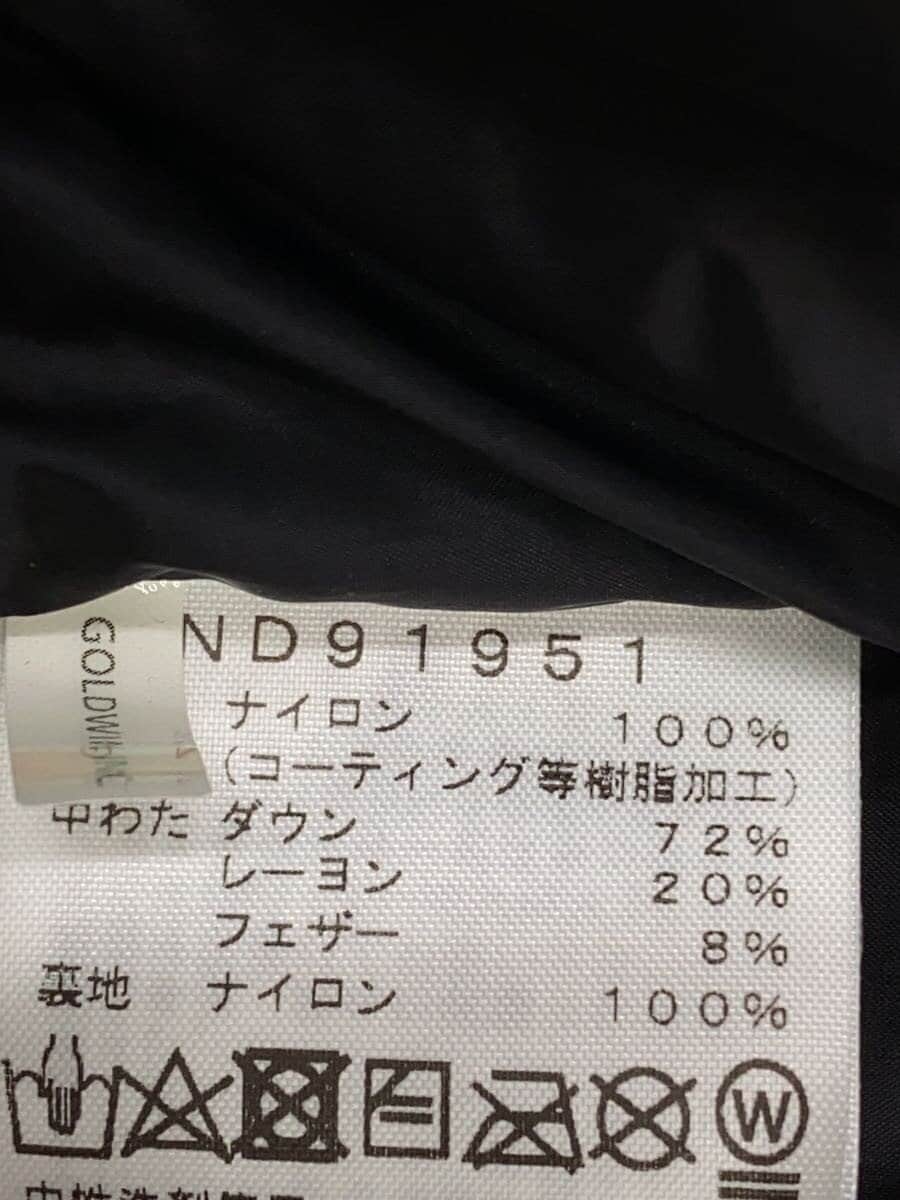 ND91951
ナイロン 100%
(コーティング等樹脂加工)
中わた ダウン 72%
レーヨン 20%
フェザー 8%
裏地 ナイロン 100%
W
GOLDWIN